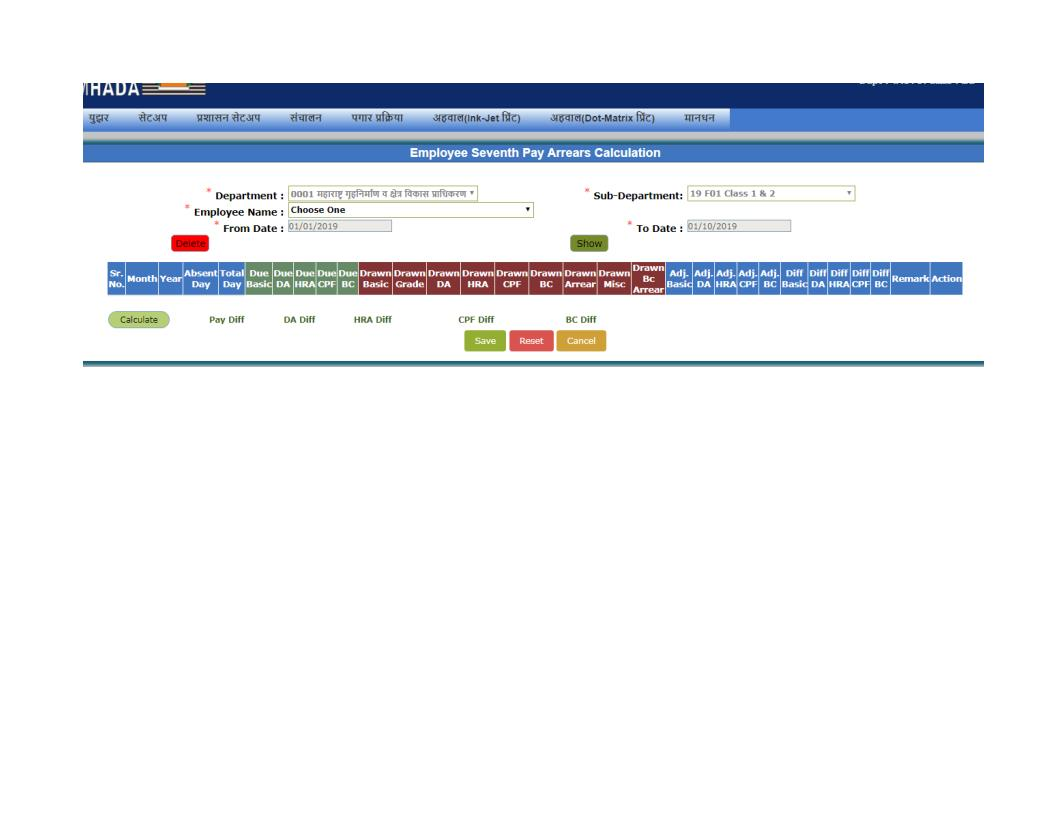 MHADA
युझर सेटअप प्रशासन सेटअप संचालन पगार प्रक्रिया अहवाल(Ink-Jet प्रिंट) अहवाल(Dot-Matrix प्रिंट) मानधन
Employee Seventh Pay Arrears Calculation
* Department : 0001 महाराष्ट्र गृहनिर्माण व क्षेत्र विकास प्राधिकरण * Sub-Department: 19 F01 Class 1 & 2
* Employee Name : Choose One
* From Date : 01/01/2019 * To Date : 01/10/2019
Delete Show
Sr. No. Month Year Absent Day Total Day Due Basic Due DA Due HRA Due CPF Due BC Drawn Basic Drawn Grade Drawn DA Drawn HRA Drawn CPF Drawn BC Drawn Arrear Drawn Misc Drawn Bc Arrear Adj. Basic Adj. DA Adj. HRA Adj. CPF Adj. BC Diff Basic Diff DA Diff HRA Diff CPF Diff BC Remark Action
Calculate Pay Diff DA Diff HRA Diff CPF Diff BC Diff
Save Reset Cancel